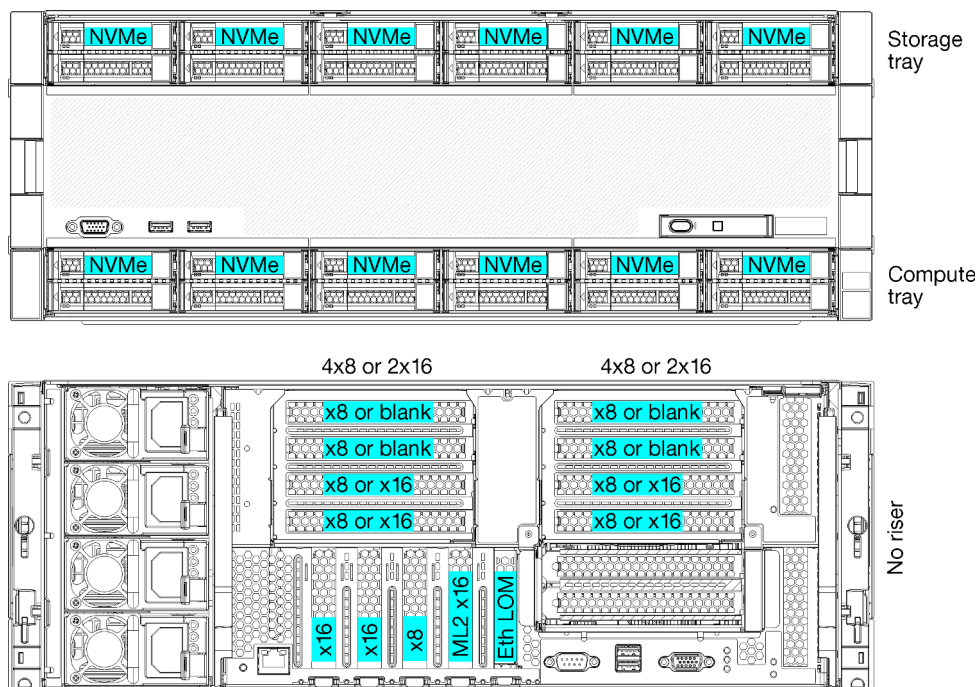 NVMe NVMe NVMe NVMe NVMe NVMe
Storage
tray
NVMe NVMe NVMe NVMe NVMe NVMe
Compute
tray
4x8 or 2x16 4x8 or 2x16
x8 or blank x8 or blank
x8 or blank x8 or blank
x8 or x16 x8 or x16
x8 or x16 x8 or x16
x16
x16
x8
ML2 x16
Eth LOM
No riser